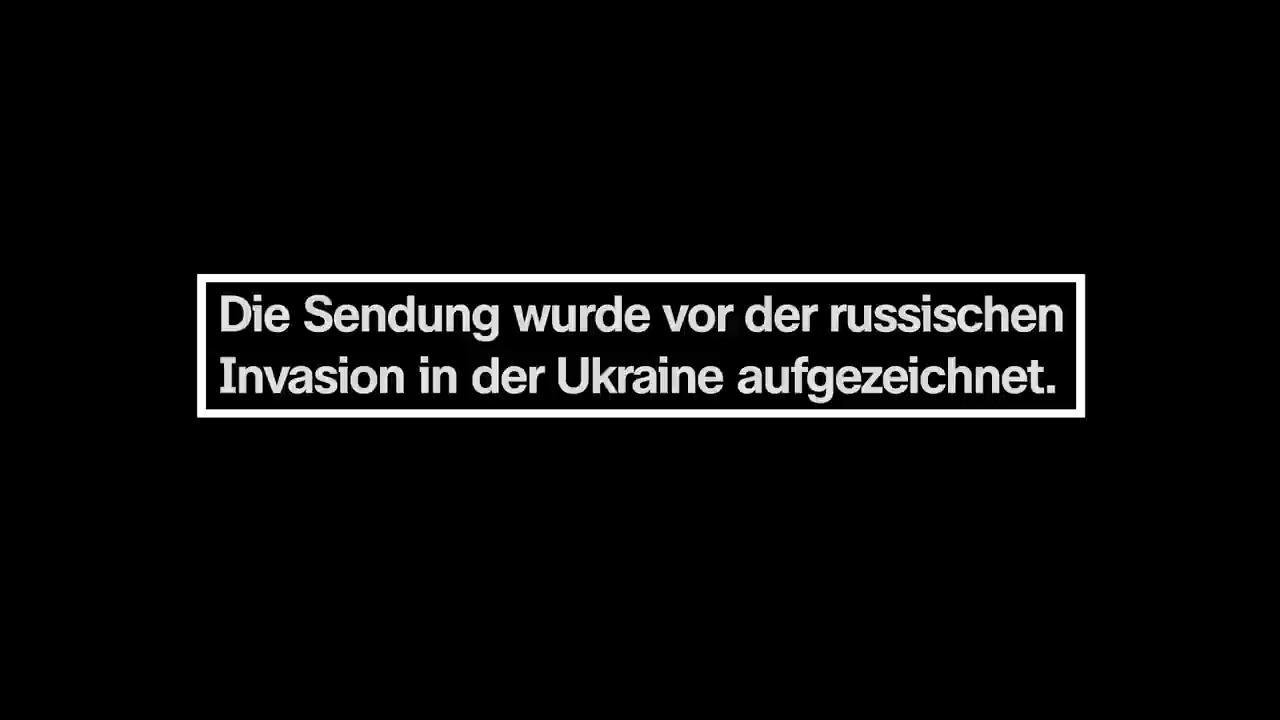 Die Sendung wurde vor der russischen
Invasion in der Ukraine aufgezeichnet.